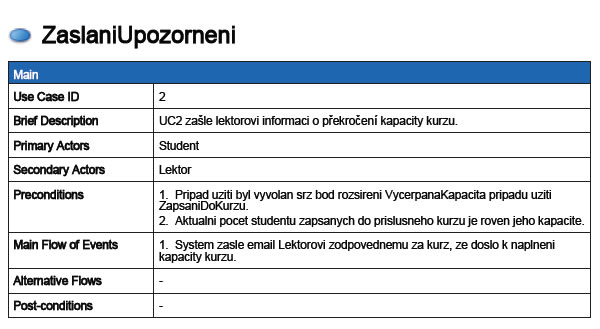 ZaslaniUpozorneni
Main
Use Case ID 2
Brief Description UC2 zašle lektorovi informaci o překročení kapacity kurzu.
Primary Actors Student
Secondary Actors Lektor
Preconditions 1. Pripad uziti byl vyvolan srz bod rozsireni VycerpanaKapacita pripadu uziti
ZapsaniDoKurzu.
2. Aktualni pocet studentu zapsanych do prislusneho kurzu je roven jeho kapacite.
Main Flow of Events 1. System zasle email Lektorovi zodpovednemu za kurz, ze doslo k naplneni
kapacity kurzu.
Alternative Flows -
Post-conditions -